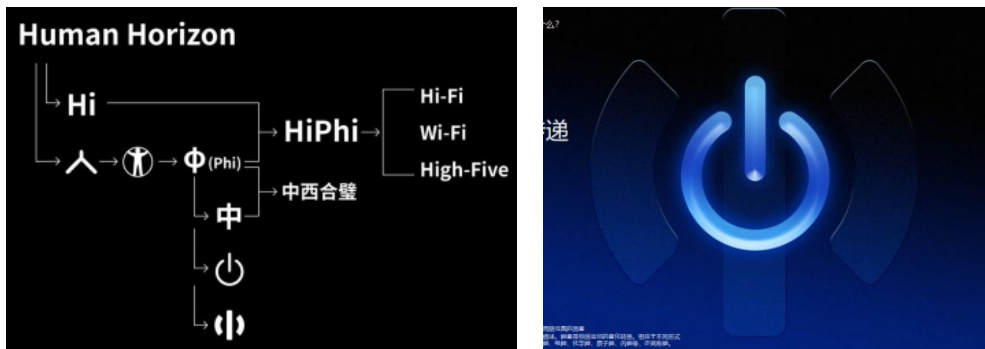 Human Horizon
Hi
Hi-Fi
HiPhi
Wi-Fi
人
Φ(Phi)
High-Five
中西合璧
中
么?
递